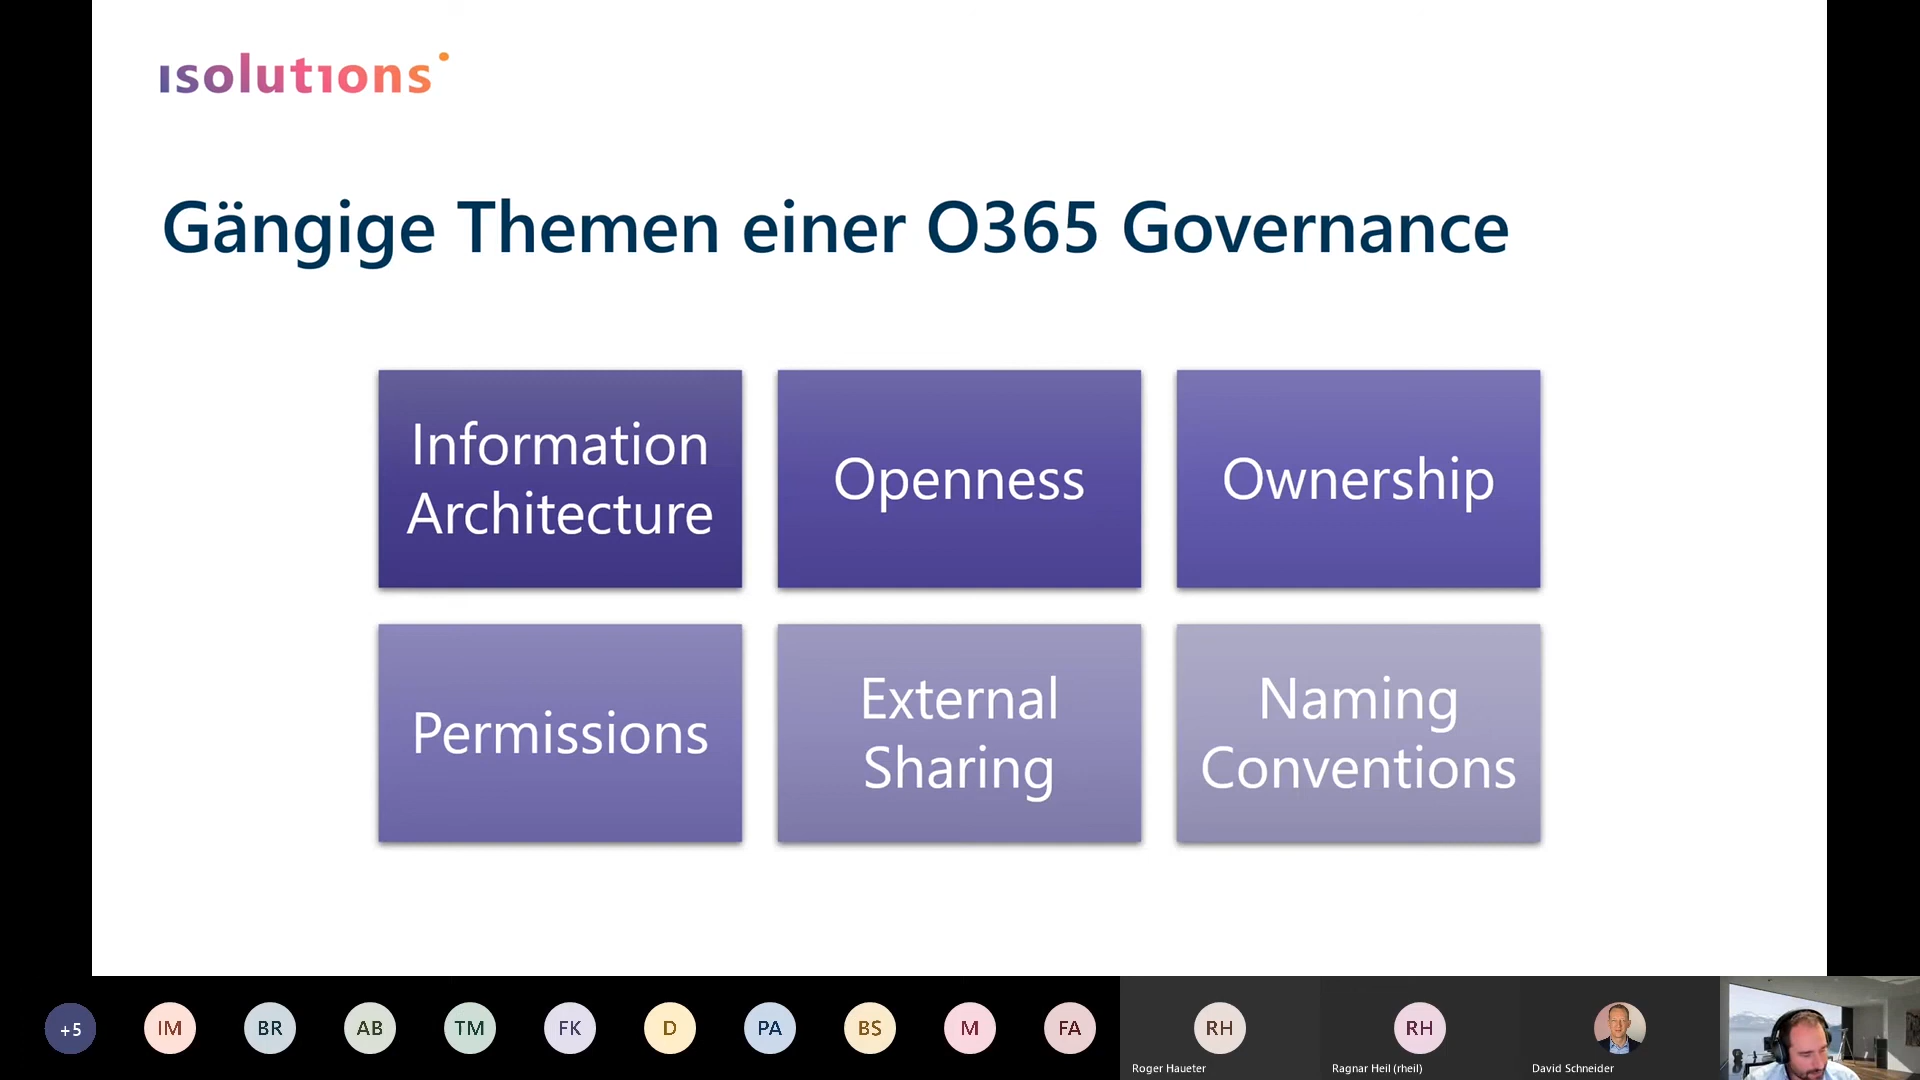 isolutions
Gängige Themen einer O365 Governance
Information
Architecture
Openness
Ownership
Permissions
External
Sharing
Naming
Conventions
+5
IM
BR
AB
TM
FK
D
PA
BS
M
FA
RH
RH
Roger Haueter
Ragnar Heil (rheil)
David Schneider